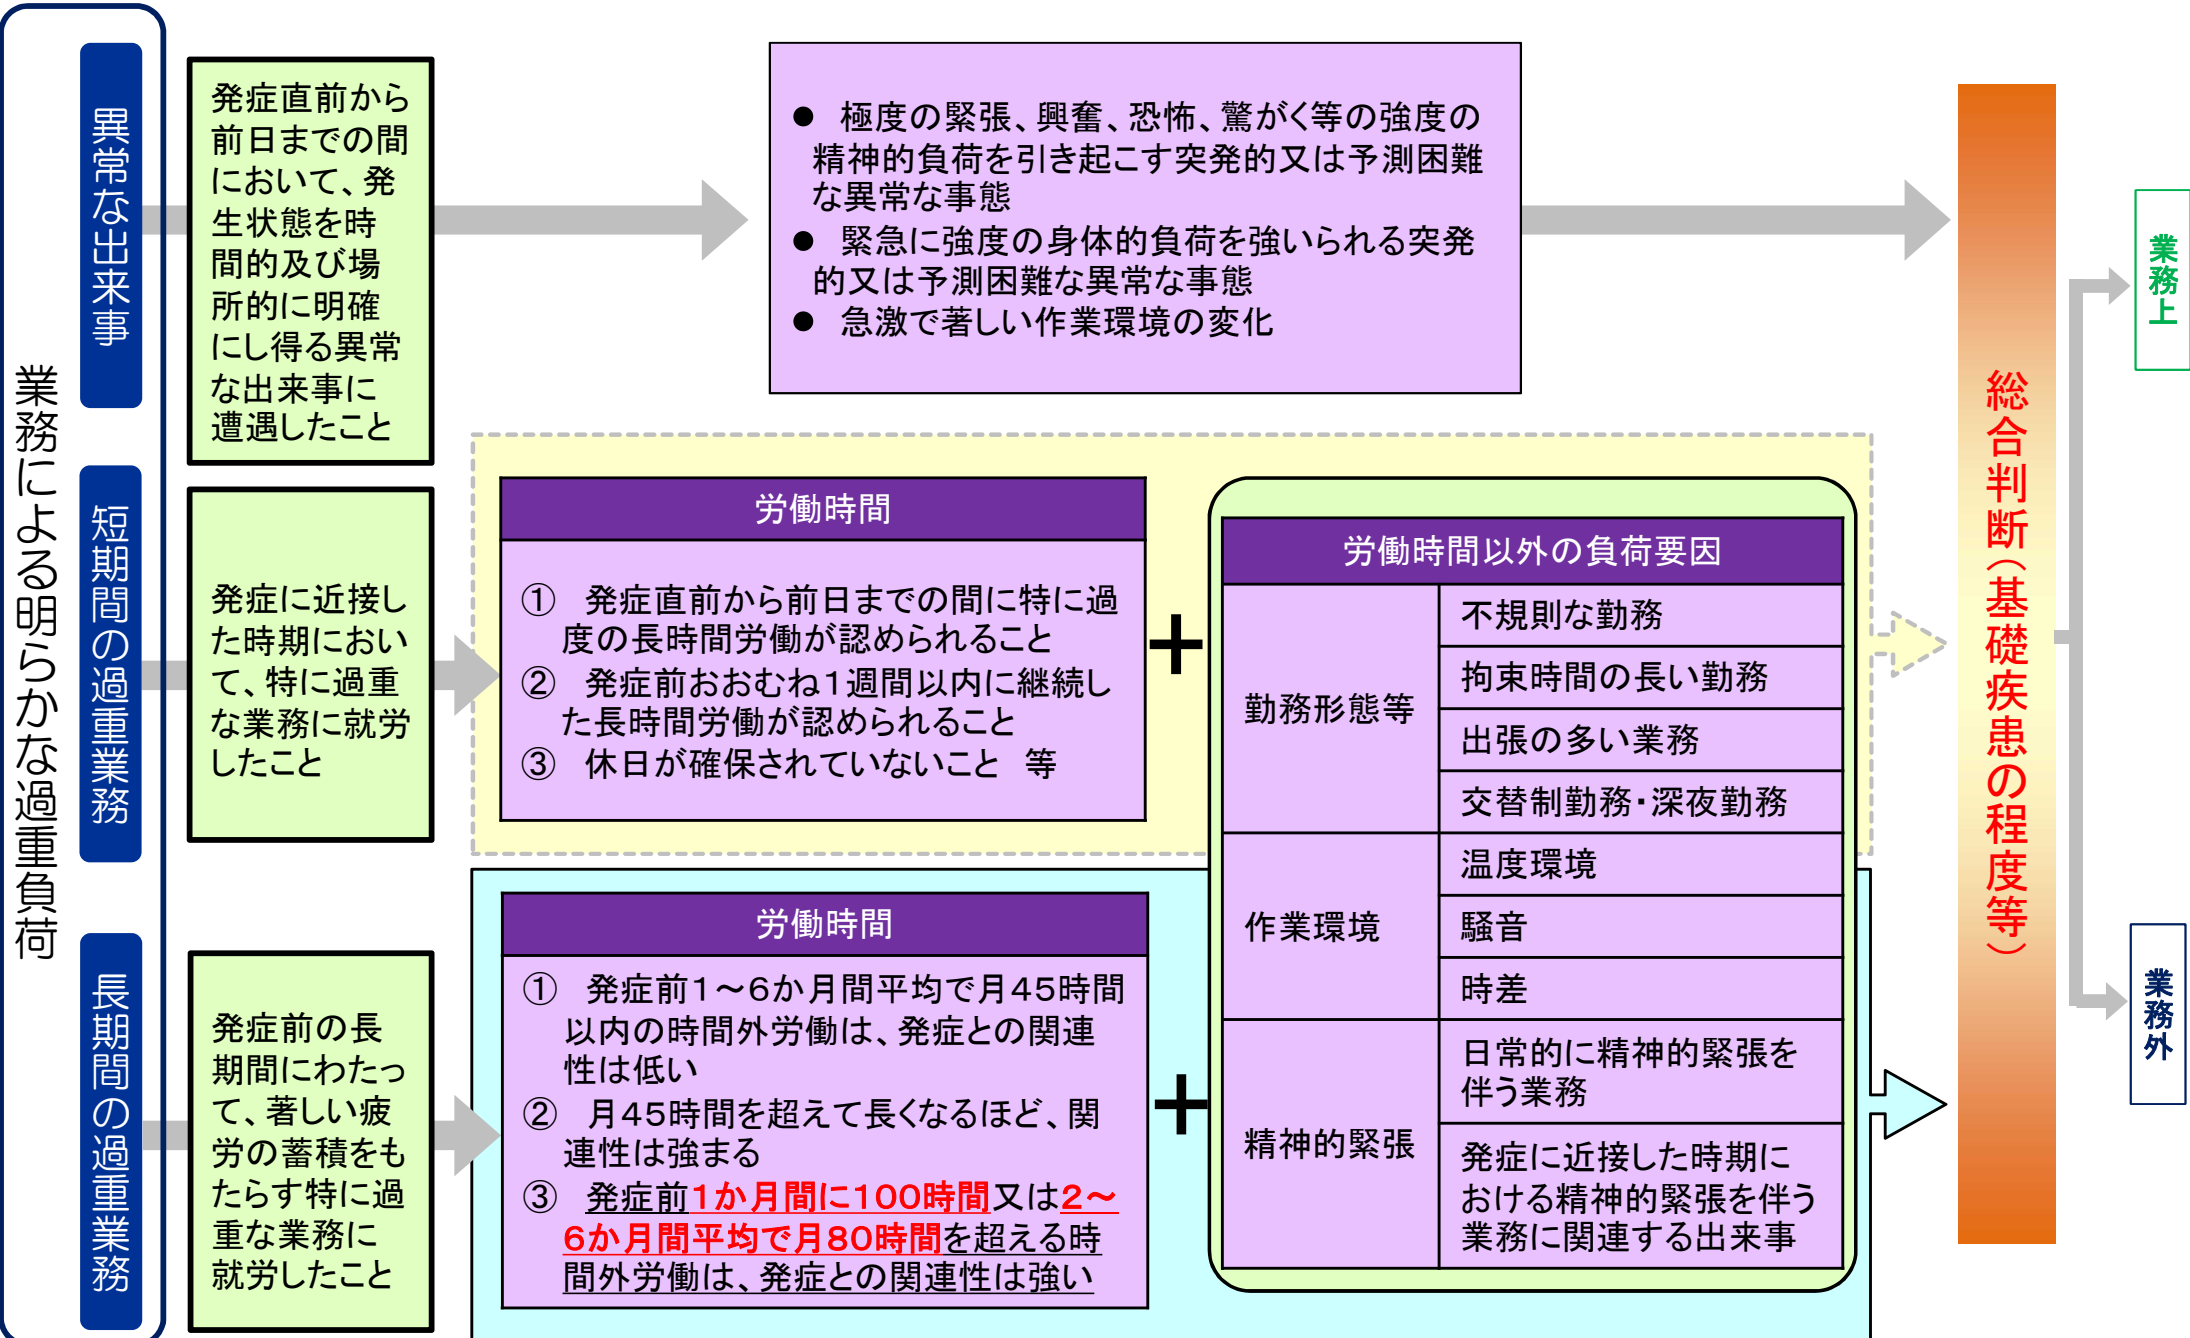 業務による明らかな過重負荷
異常な出来事
発症直前から
前日までの間
において、発
生状態を時
間的及び場
所的に明確
にし得る異常
な出来事に
遭遇したこと
● 極度の緊張、興奮、恐怖、驚がく等の強度の
精神的負荷を引き起こす突発的又は予測困難
な異常な事態
● 緊急に強度の身体的負荷を強いられる突発
的又は予測困難な異常な事態
● 急激で著しい作業環境の変化
短期間の過重業務
発症に近接し
た時期におい
て、特に過重
な業務に就労
したこと
労働時間
① 発症直前から前日までの間に特に過
度の長時間労働が認められること
② 発症前おおむね1週間以内に継続し
た長時間労働が認められること
③ 休日が確保されていないこと 等
+
長期間の過重業務
発症前の長
期間にわたっ
て、著しい疲
労の蓄積をも
たらす特に過
重な業務に
就労したこと
労働時間
① 発症前1～6か月間平均で月45時間
以内の時間外労働は、発症との関連
性は低い
② 月45時間を超えて長くなるほど、関
連性は強まる
③ 発症前1か月間に100時間又は2～
6か月間平均で月80時間を超える時
間外労働は、発症との関連性は強い
+
労働時間以外の負荷要因
勤務形態等
不規則な勤務
拘束時間の長い勤務
出張の多い業務
交替制勤務・深夜勤務
作業環境
温度環境
騒音
時差
精神的緊張
日常的に精神的緊張を
伴う業務
発症に近接した時期に
おける精神的緊張を伴う
業務に関連する出来事
総合判断（基礎疾患の程度等）
業務上
業務外